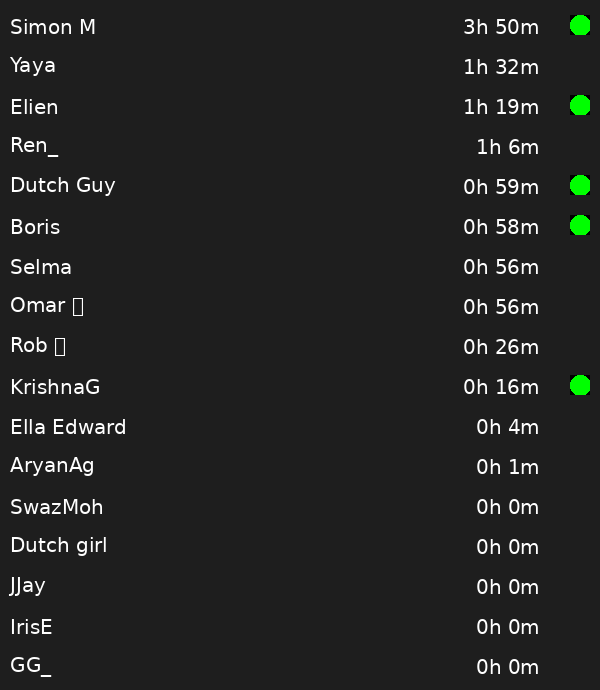 Simon M 3h 50m
Yaya 1h 32m
Elien 1h 19m
Ren_ 1h 6m
Dutch Guy 0h 59m
Boris 0h 58m
Selma 0h 56m
Omar 0h 56m
Rob 0h 26m
KrishnaG 0h 16m
Ella Edward 0h 4m
AryanAg 0h 1m
SwazMoh 0h 0m
Dutch girl 0h 0m
JJay 0h 0m
IrisE 0h 0m
GG_ 0h 0m